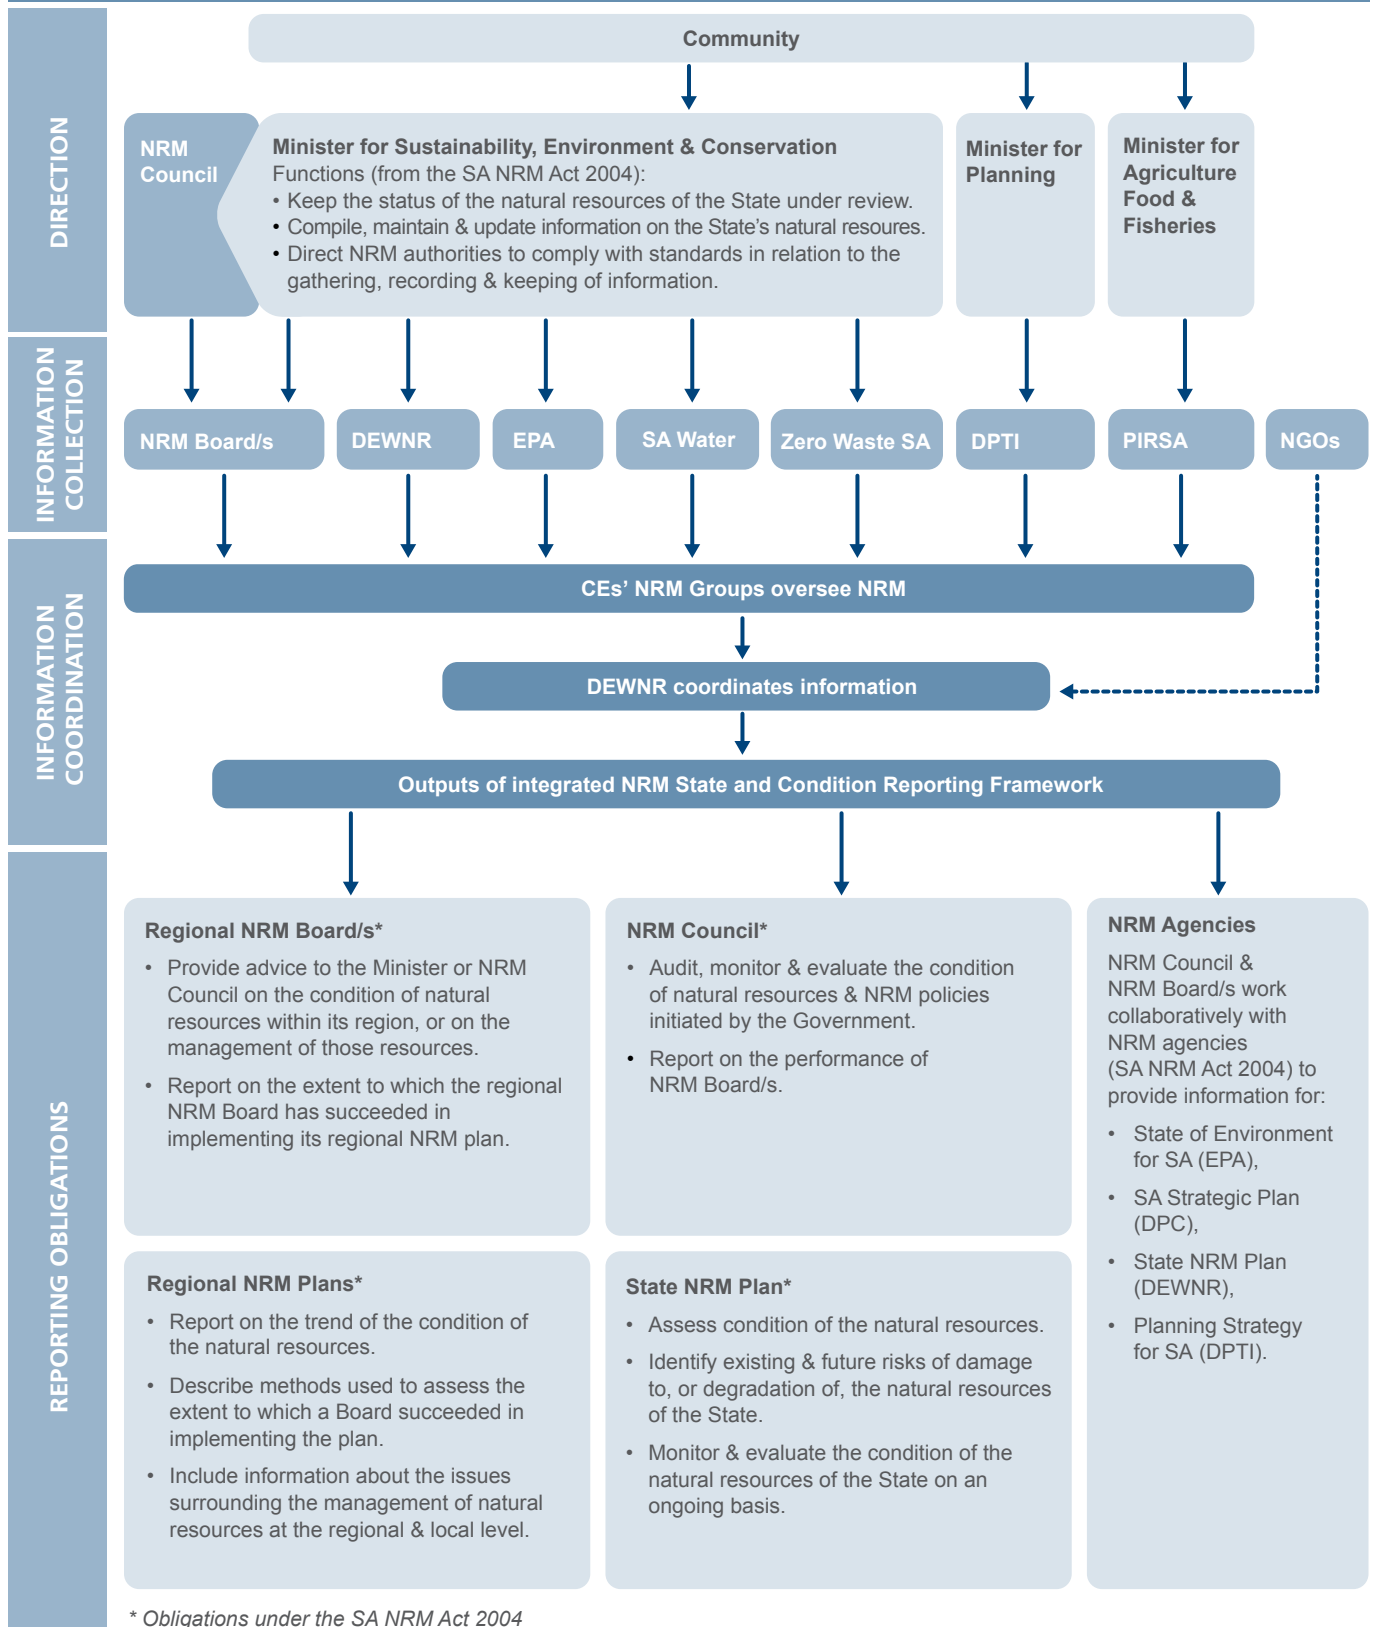 DIRECTION
Community
NRM
Council
Minister for Sustainability, Environment & Conservation
Functions (from the SA NRM Act 2004):
• Keep the status of the natural resources of the State under review.
• Compile, maintain & update information on the State's natural resoures.
• Direct NRM authorities to comply with standards in relation to the
gathering, recording & keeping of information.
Minister for
Planning
Minister for
Agriculture
Food &
Fisheries
INFORMATION
COLLECTION
NRM Board/s
DEWNR
EPA
SA Water
Zero Waste SA
DPTI
PIRSA
NGOs
INFORMATION
COORDINATION
CEs' NRM Groups oversee NRM
DEWNR coordinates information
Outputs of integrated NRM State and Condition Reporting Framework
REPORTING OBLIGATIONS
Regional NRM Board/s*
• Provide advice to the Minister or NRM
Council on the condition of natural
resources within its region, or on the
management of those resources.
• Report on the extent to which the regional
NRM Board has succeeded in
implementing its regional NRM plan.
NRM Council*
• Audit, monitor & evaluate the condition
of natural resources & NRM policies
initiated by the Government.
• Report on the performance of
NRM Board/s.
NRM Agencies
NRM Council &
NRM Board/s work
collaboratively with
NRM agencies
(SA NRM Act 2004) to
provide information for:
• State of Environment
for SA (EPA),
• SA Strategic Plan
(DPC),
• State NRM Plan
(DEWNR),
• Planning Strategy
for SA (DPTI).
Regional NRM Plans*
• Report on the trend of the condition of
the natural resources.
• Describe methods used to assess the
extent to which a Board succeeded in
implementing the plan.
• Include information about the issues
surrounding the management of natural
resources at the regional & local level.
State NRM Plan*
• Assess condition of the natural resources.
• Identify existing & future risks of damage
to, or degradation of, the natural resources
of the State.
• Monitor & evaluate the condition of the
natural resources of the State on an
ongoing basis.
* Obligations under the SA NRM Act 2004